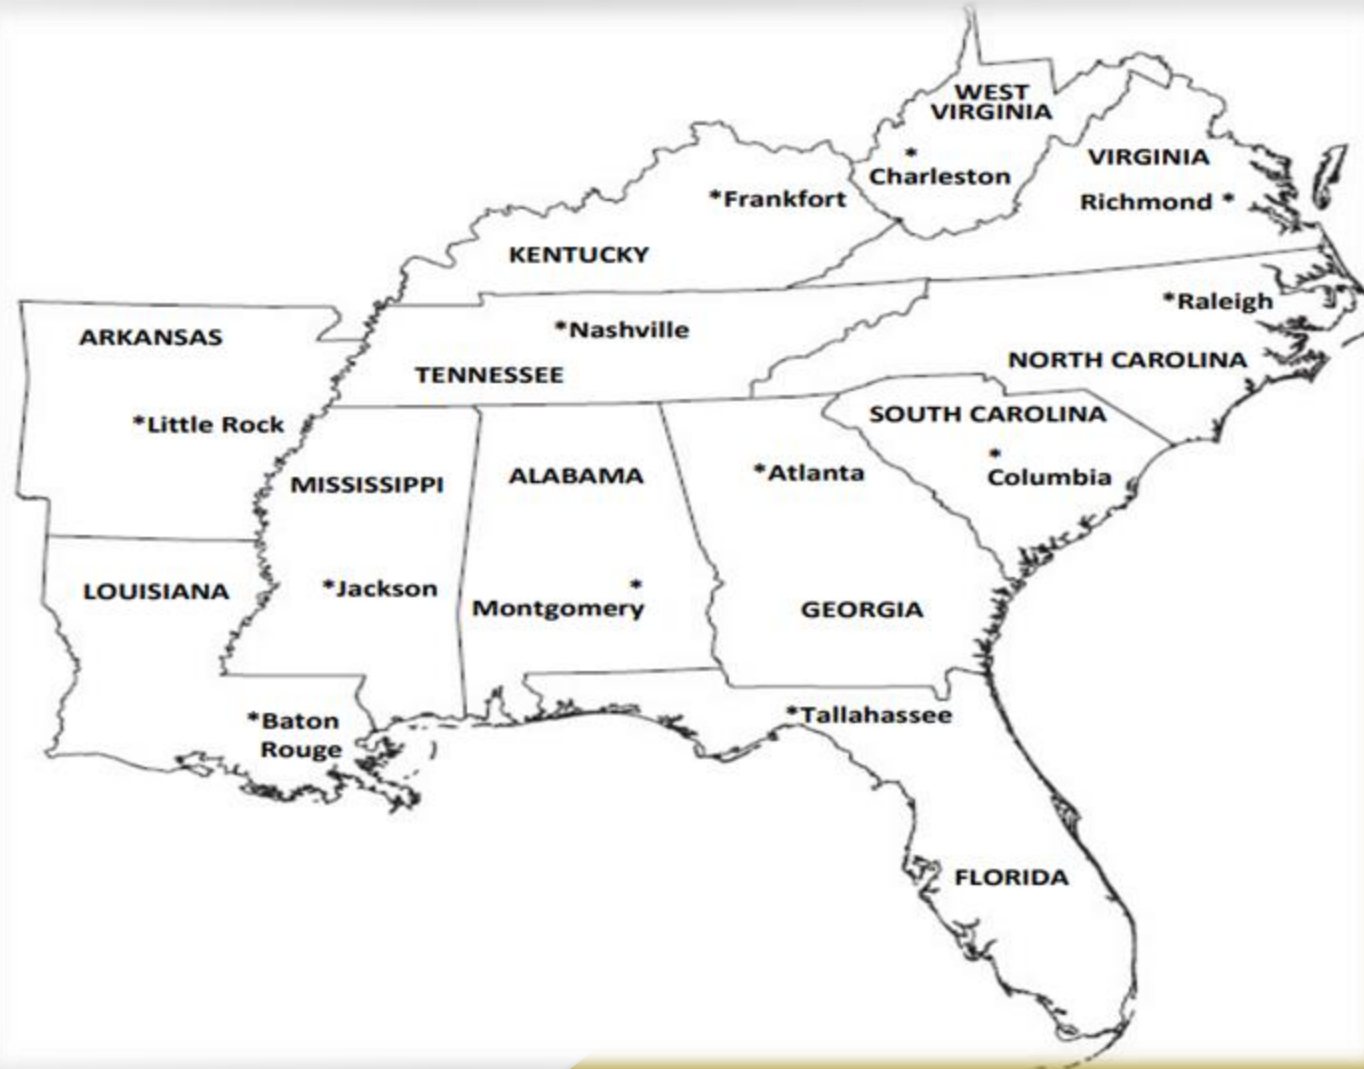 WEST
VIRGINIA
*
Charleston
VIRGINIA
Richmond *
*Frankfort
KENTUCKY
*Raleigh
NORTH CAROLINA
*Nashville
TENNESSEE
ARKANSAS
*Little Rock
SOUTH CAROLINA
*
Columbia
MISSISSIPPI
*Jackson
ALABAMA
*
Montgomery
*Atlanta
GEORGIA
LOUISIANA
*Baton
Rouge
*Tallahassee
FLORIDA